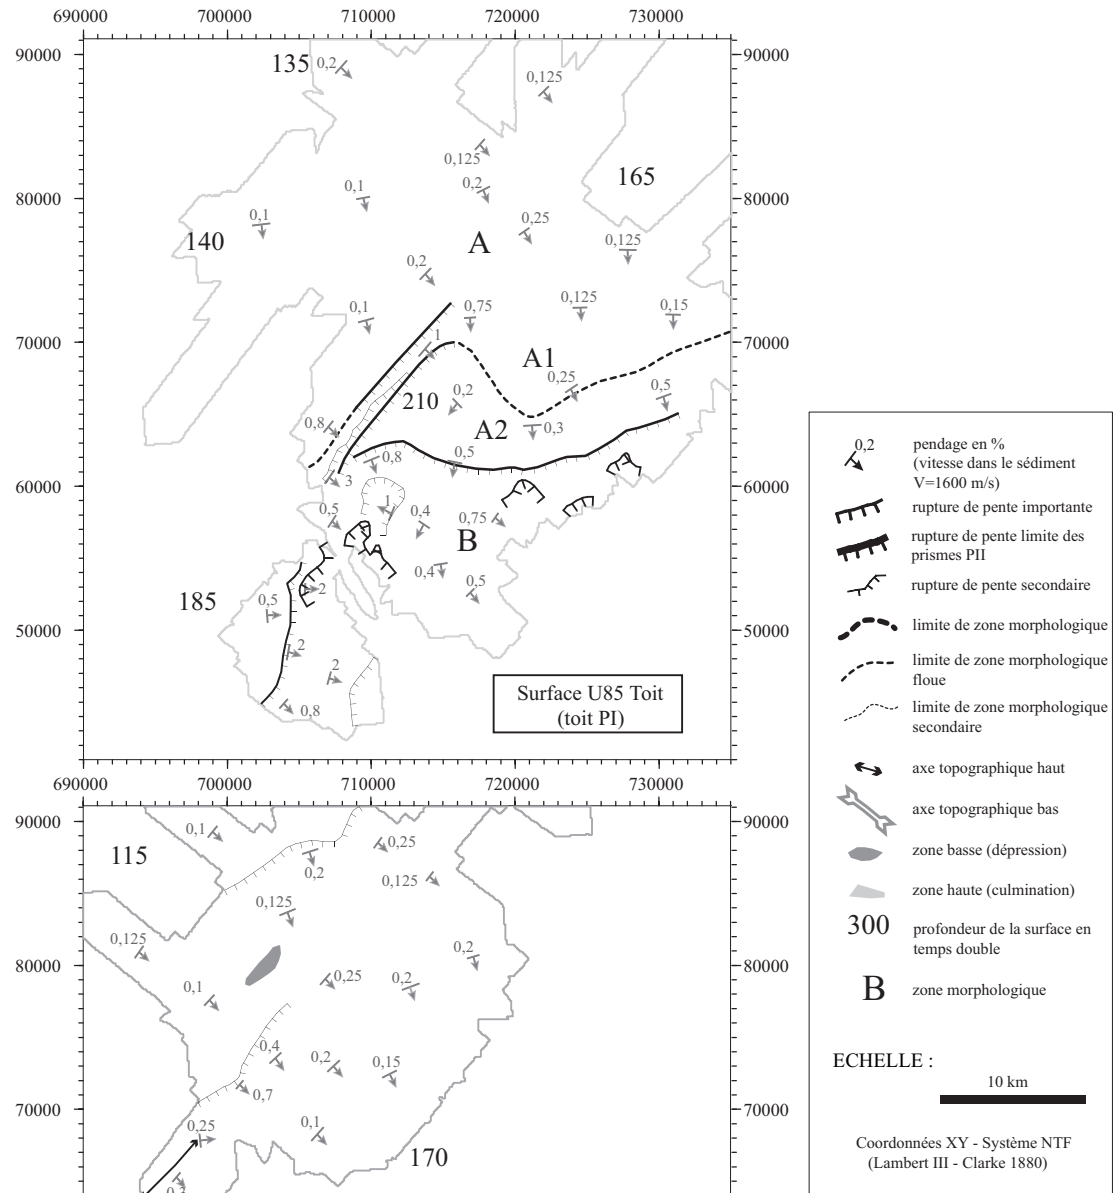 690000 700000 710000 720000 730000
90000 135 0,2 0,125 90000
0,125
165
80000 0,1 0,2 80000
0,1 0,25
140 A 0,125
0,2
0,1 0,75 0,125 0,15
70000 1 A1 70000
0,25
210 0,2 0,5
0,8 A2 0,3
0,8 0,5
60000 3 60000
0,5 1 0,4 0,75
B
0,4 0,5
185 0,5 2
50000 50000
2 2
0,8
Surface U85 Toit
(toit PI)
690000 700000 710000 720000 730000
90000 0,1 0,25 90000
115 0,2 0,125
0,125
0,125 0,2
80000 0,25 0,2 80000
0,1
0,4 0,2 0,15
0,7
70000 70000
0,25 0,1
170
0,2
pendage en %
(vitesse dans le sédiment
V=1600 m/s)
rupture de pente importante
rupture de pente limite des
prismes PII
rupture de pente secondaire
limite de zone morphologique
limite de zone morphologique
floue
limite de zone morphologique
secondaire
axe topographique haut
axe topographique bas
zone basse (dépression)
zone haute (culmination)
300 profondeur de la surface en
temps double
B zone morphologique
ECHELLE :
10 km
Coordonnées XY - Système NTF
(Lambert III - Clarke 1880)